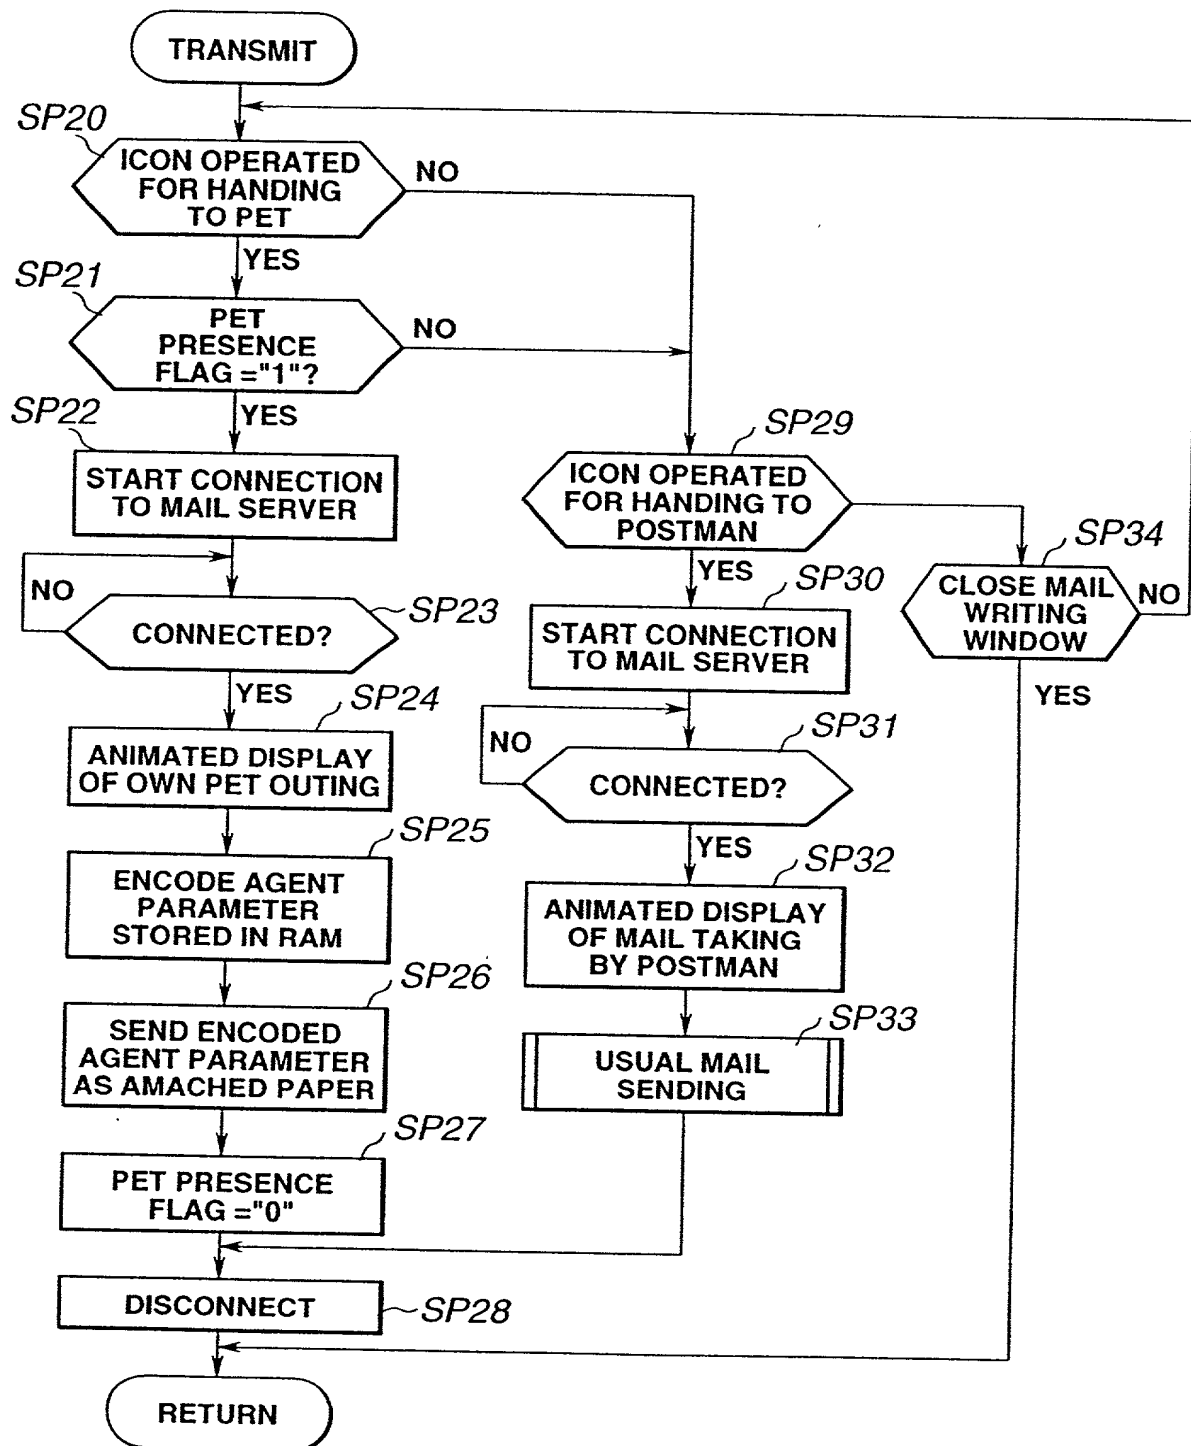 TRANSMIT
SP20
ICON OPERATED
FOR HANDING
TO PET
NO
YES
SP21
PET
PRESENCE
FLAG ="1"?
NO
YES
SP22
START CONNECTION
TO MAIL SERVER
NO
CONNECTED?
SP23
YES
SP24
ANIMATED DISPLAY
OF OWN PET OUTING
SP25
ENCODE AGENT
PARAMETER
STORED IN RAM
SP26
SEND ENCODED
AGENT PARAMETER
AS AMACHED PAPER
SP27
PET PRESENCE
FLAG ="0"
DISCONNECT
SP28
RETURN
SP29
ICON OPERATED
FOR HANDING TO
POSTMAN
YES
SP30
START CONNECTION
TO MAIL SERVER
NO
SP31
CONNECTED?
YES
SP32
ANIMATED DISPLAY
OF MAIL TAKING
BY POSTMAN
SP33
USUAL MAIL
SENDING
SP34
CLOSE MAIL
WRITING
WINDOW
NO
YES